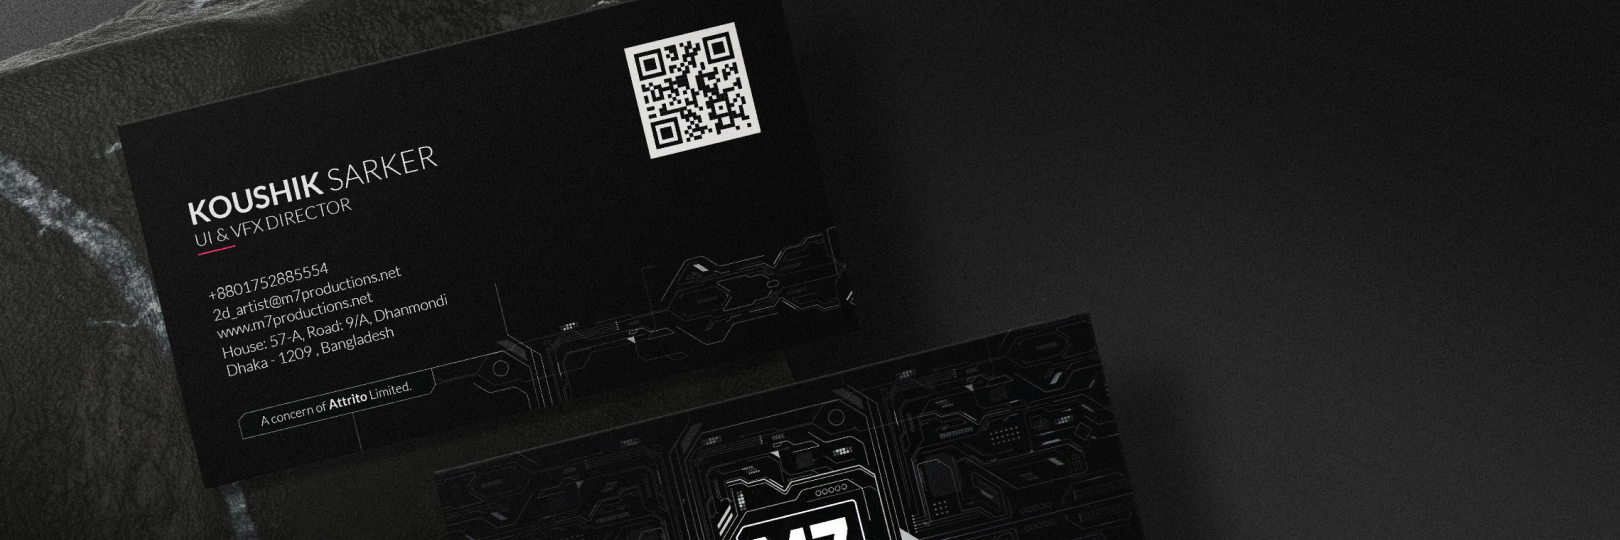 KOUSHIK SARKER
UI & VFX DIRECTOR
+8801752885554
2d_artist@m7productions.net
www.m7productions.net
House: 57-A, Road: 9/A, Dhanmondi
Dhaka - 1209 , Bangladesh
A concern of Attrito Limited.
M7